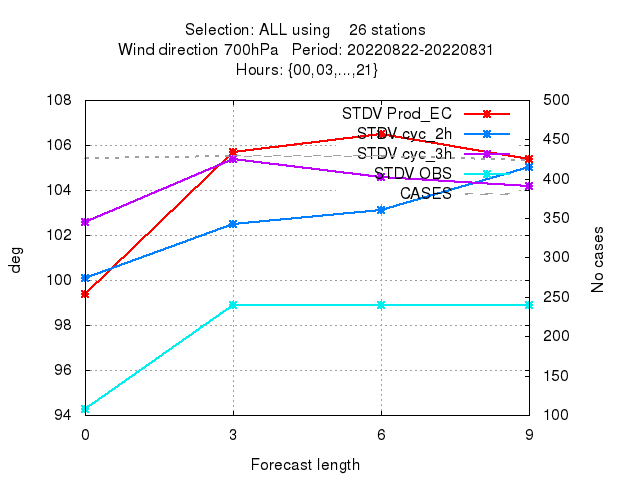 Selection: ALL using 26 stations
Wind direction 700hPa Period: 20220822-20220831
Hours: {00,03,...,21}
108 500
STDV Prod_EC
450
STDV cyc_2h
106
STDV cyc_3h
400
STDV OBS
104
CASES
350
102
300
deg
No cases
100
250
98
200
96
150
94 100
0 3 6 9
Forecast length